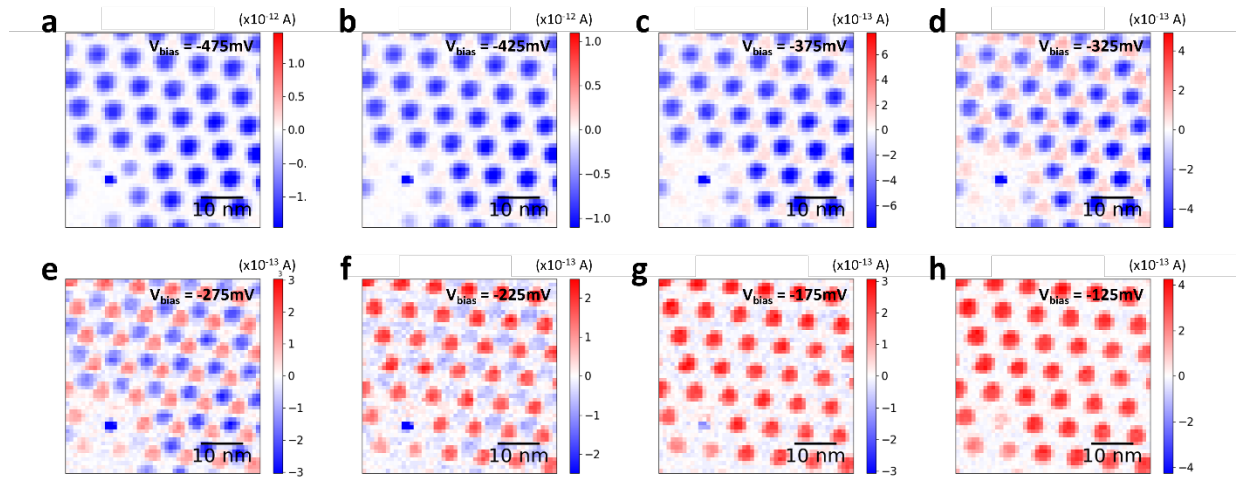 a (x10-12 A) b (x10-12 A) c (x10-13 A) d (x10-13 A)
Vbias = -475mV Vbias = -425mV Vbias = -375mV Vbias = -325mV
1.0 1.0 6 4
0.5 0.5 4 2
0.0 0.0 2 0
−0.5 −0.5 0 −2
−1. −1.0 −2 −4
−4
−6
10 nm 10 nm 10 nm 10 nm
e (x10-13 A) f (x10-13 A) g (x10-13 A) h (x10-13 A)
3
Vbias = -275mV Vbias = -225mV Vbias = -175mV Vbias = -125mV
3 2 3 4
2 1 2 2
1 0 1 0
0 −1 0 −2
−1 −2 −1 −4
−2 −2
−3 −3
10 nm 10 nm 10 nm 10 nm